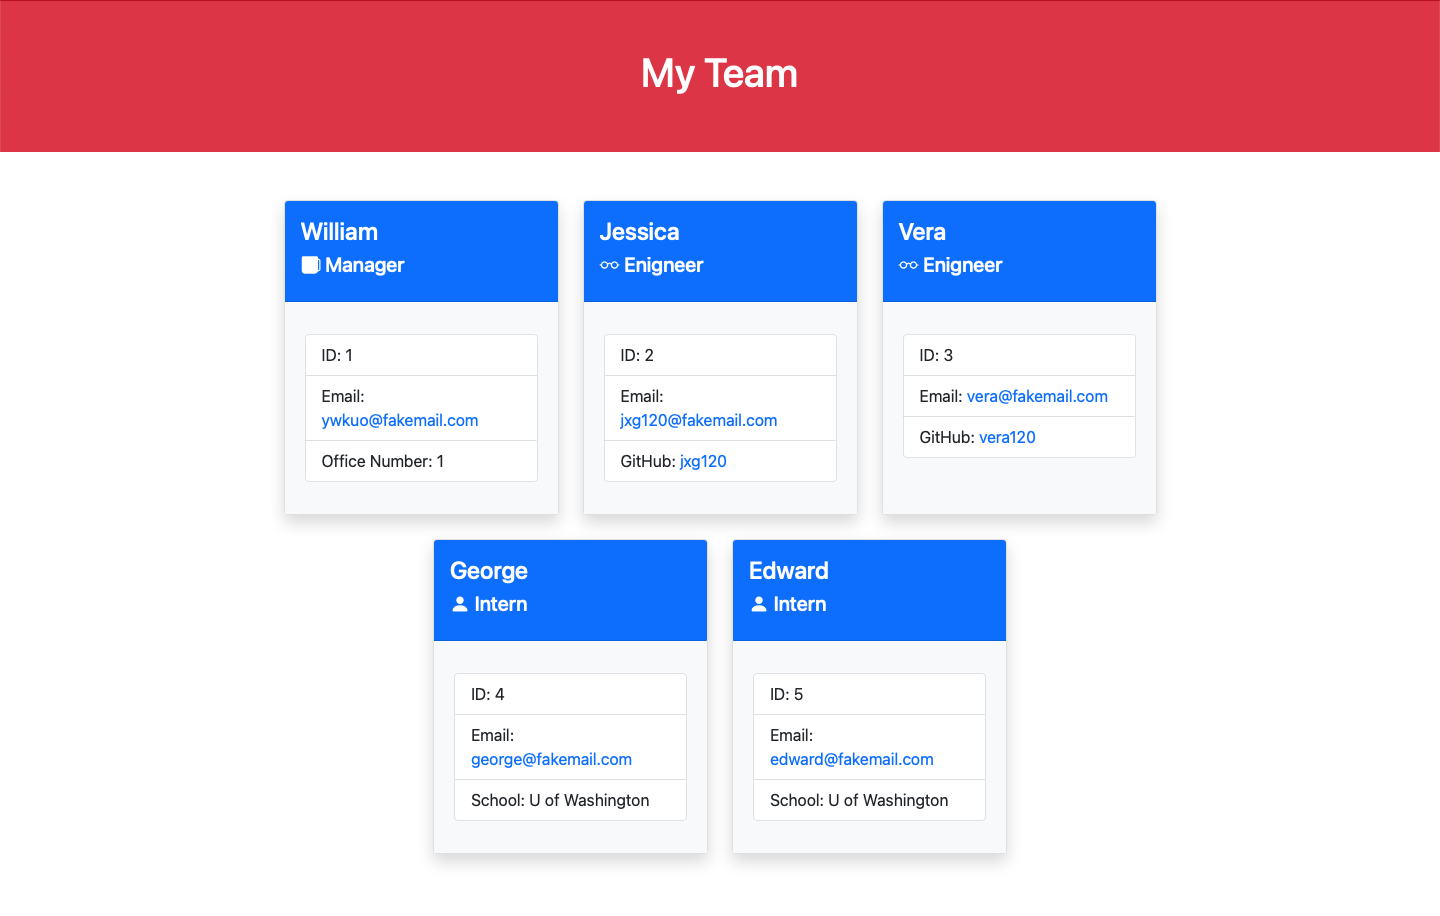 My Team
William
Manager
ID: 1
Email:
ywkuo@fakemail.com
Office Number: 1
Jessica
Enigneer
ID: 2
Email:
jxg120@fakemail.com
GitHub: jxg120
Vera
Enigneer
ID: 3
Email: vera@fakemail.com
GitHub: vera120
George
Intern
ID: 4
Email:
george@fakemail.com
School: U of Washington
Edward
Intern
ID: 5
Email:
edward@fakemail.com
School: U of Washington